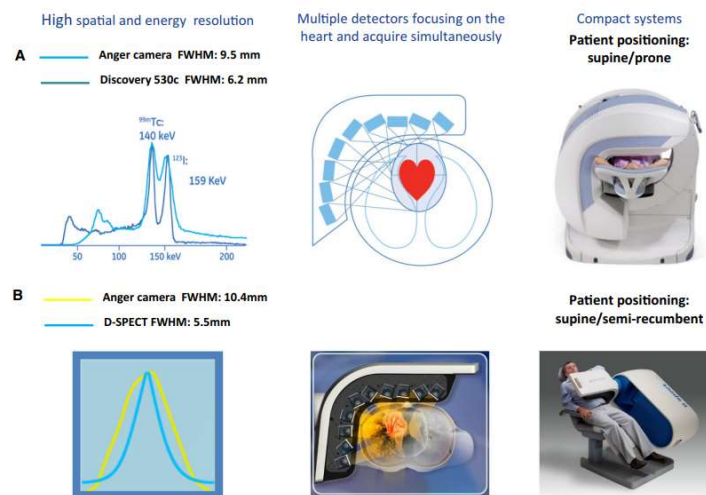 High spatial and energy resolution
Multiple detectors focusing on the
heart and acquire simultaneously
Compact systems
Patient positioning:
supine/prone
A
Anger camera FWHM: 9.5 mm
Discovery 530c FWHM: 6.2 mm
99mTc:
140 keV
123I:
159 KeV
50
100
150 keV
200
B
Anger camera FWHM: 10.4mm
D-SPECT FWHM: 5.5mm
Patient positioning:
supine/semi-recumbent